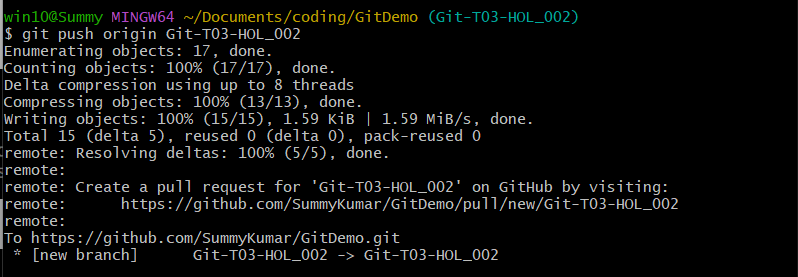 win10@Summy MINGW64 ~/Documents/coding/GitDemo (Git-T03-HOL_002)
$ git push origin Git-T03-HOL_002
Enumerating objects: 17, done.
Counting objects: 100% (17/17), done.
Delta compression using up to 8 threads
Compressing objects: 100% (13/13), done.
Writing objects: 100% (15/15), 1.59 KiB | 1.59 MiB/s, done.
Total 15 (delta 5), reused 0 (delta 0), pack-reused 0
remote: Resolving deltas: 100% (5/5), done.
remote:
remote: Create a pull request for 'Git-T03-HOL_002' on GitHub by visiting:
remote:      https://github.com/SummyKumar/GitDemo/pull/new/Git-T03-HOL_002
remote:
To https://github.com/SummyKumar/GitDemo.git
 * [new branch]      Git-T03-HOL_002 -> Git-T03-HOL_002